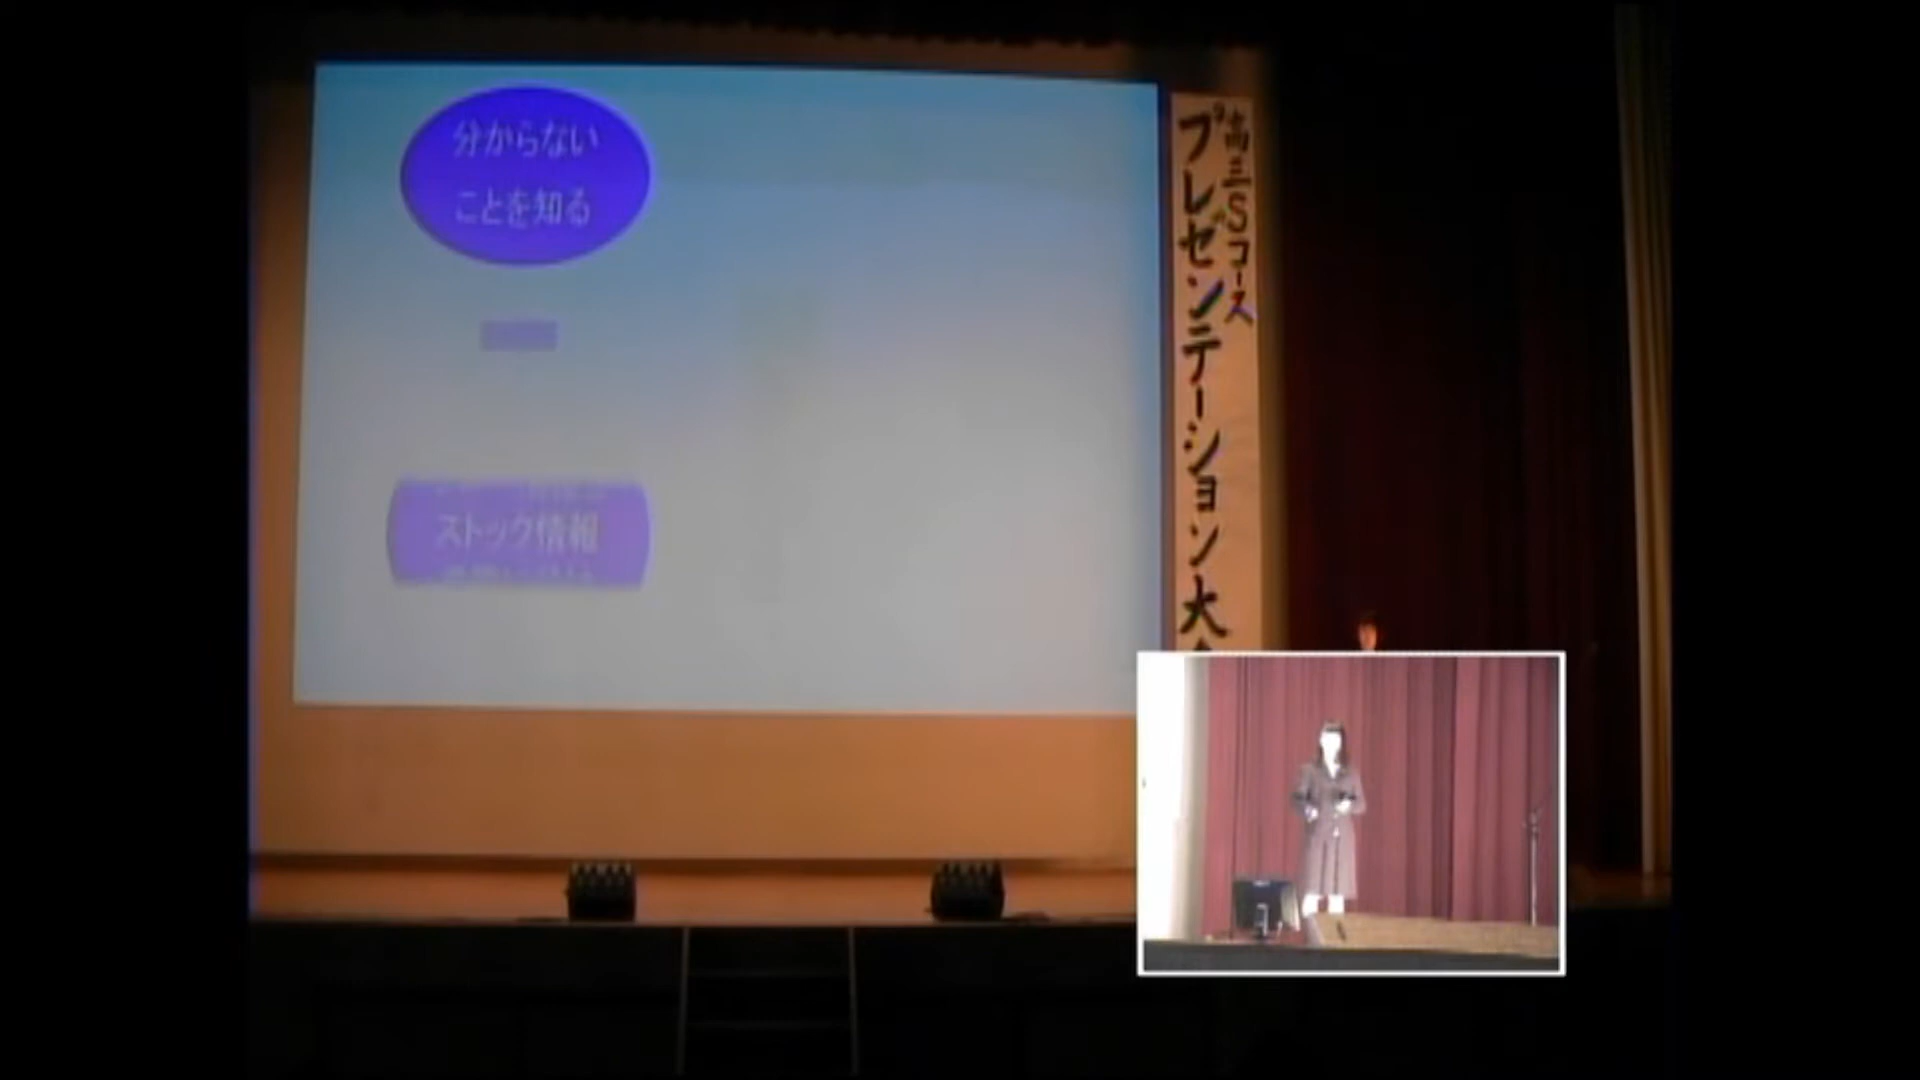 分からない
ことを知る
ストック情報
高三Sコース
プレゼンテーション大